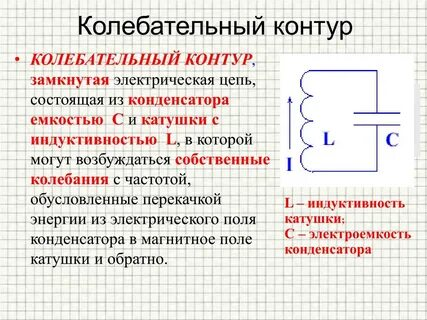 Колебательный контур
• КОЛЕБАТЕЛЬНЫЙ КОНТУР,
замкнутая электрическая цепь,
состоящая из конденсатора
емкостью С и катушки с
индуктивностью L, в которой
могут возбуждаться собственные
колебания с частотой,
обусловленные перекачкой
энергии из электрического поля
конденсатора в магнитное поле
катушки и обратно.
L C
I
L – индуктивность
катушки;
С – электроемкость
конденсатора